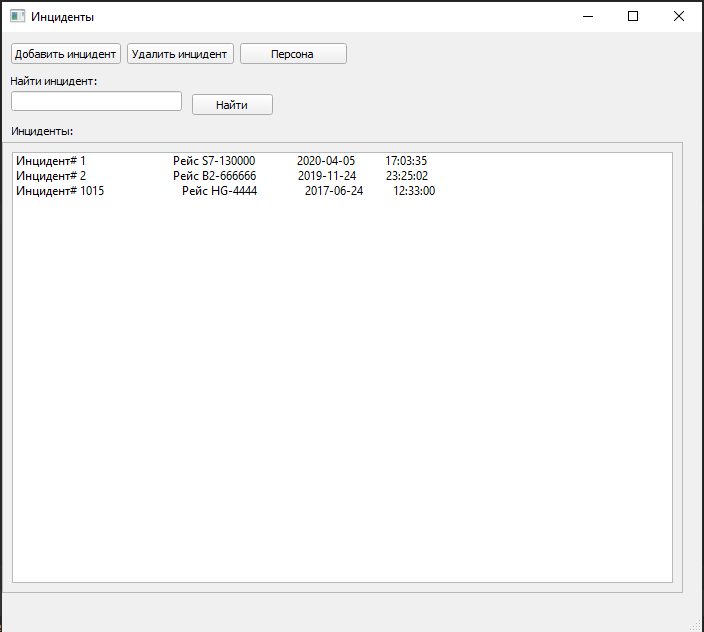 Инциденты
Добавить инцидент Удалить инцидент Персона
Найти инцидент:
Найти
Инциденты:
Инцидент# 1 Рейс S7-130000 2020-04-05 17:03:35
Инцидент# 2 Рейс B2-666666 2019-11-24 23:25:02
Инцидент# 1015 Рейс HG-4444 2017-06-24 12:33:00